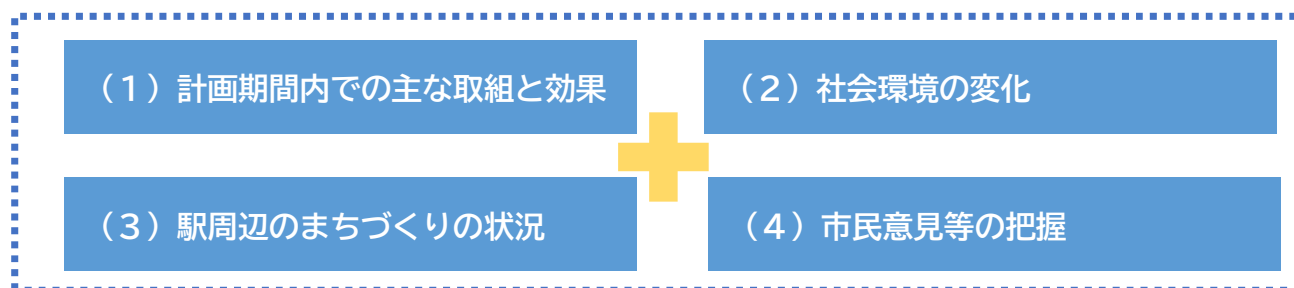 （１）計画期間内での主な取組と効果
（２）社会環境の変化
（３）駅周辺のまちづくりの状況
（４）市民意見等の把握